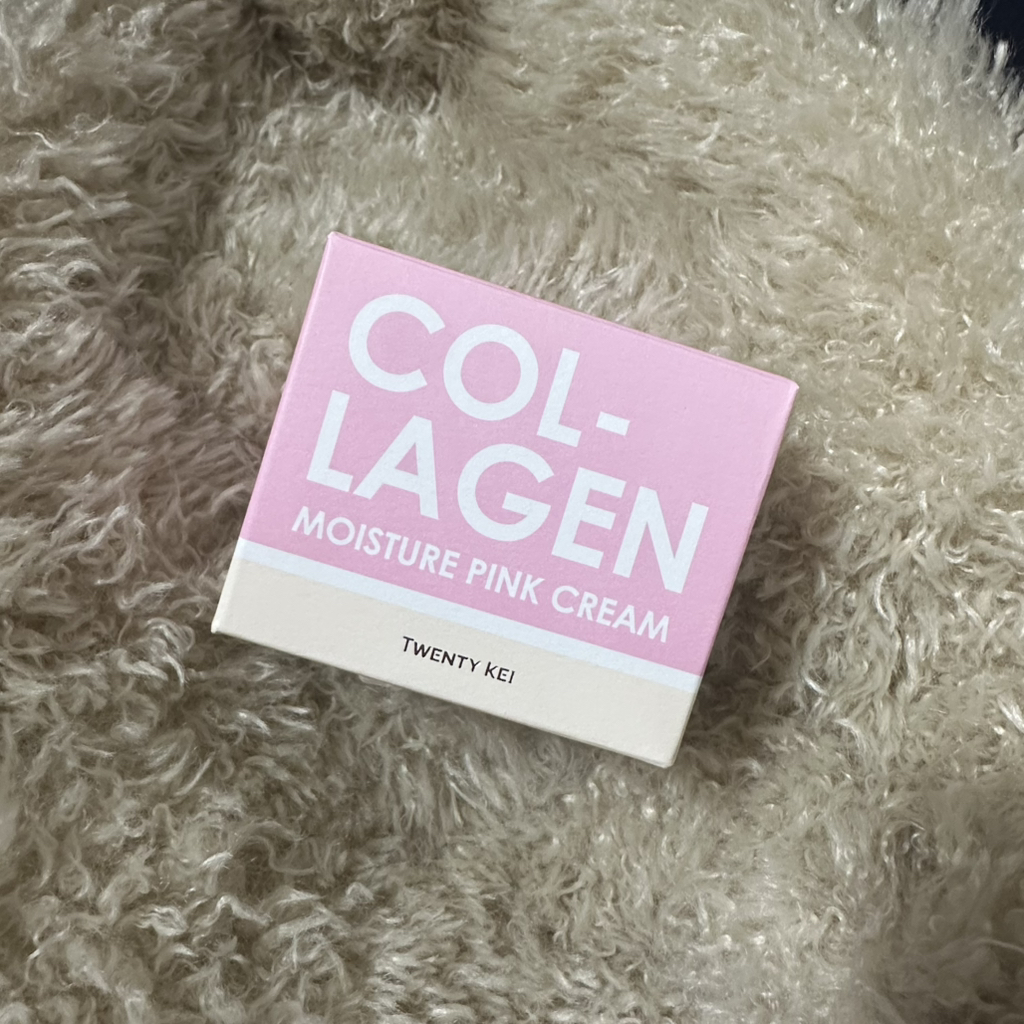 COL-
LAGEN
MOISTURE PINK CREAM
TWENTY KEI